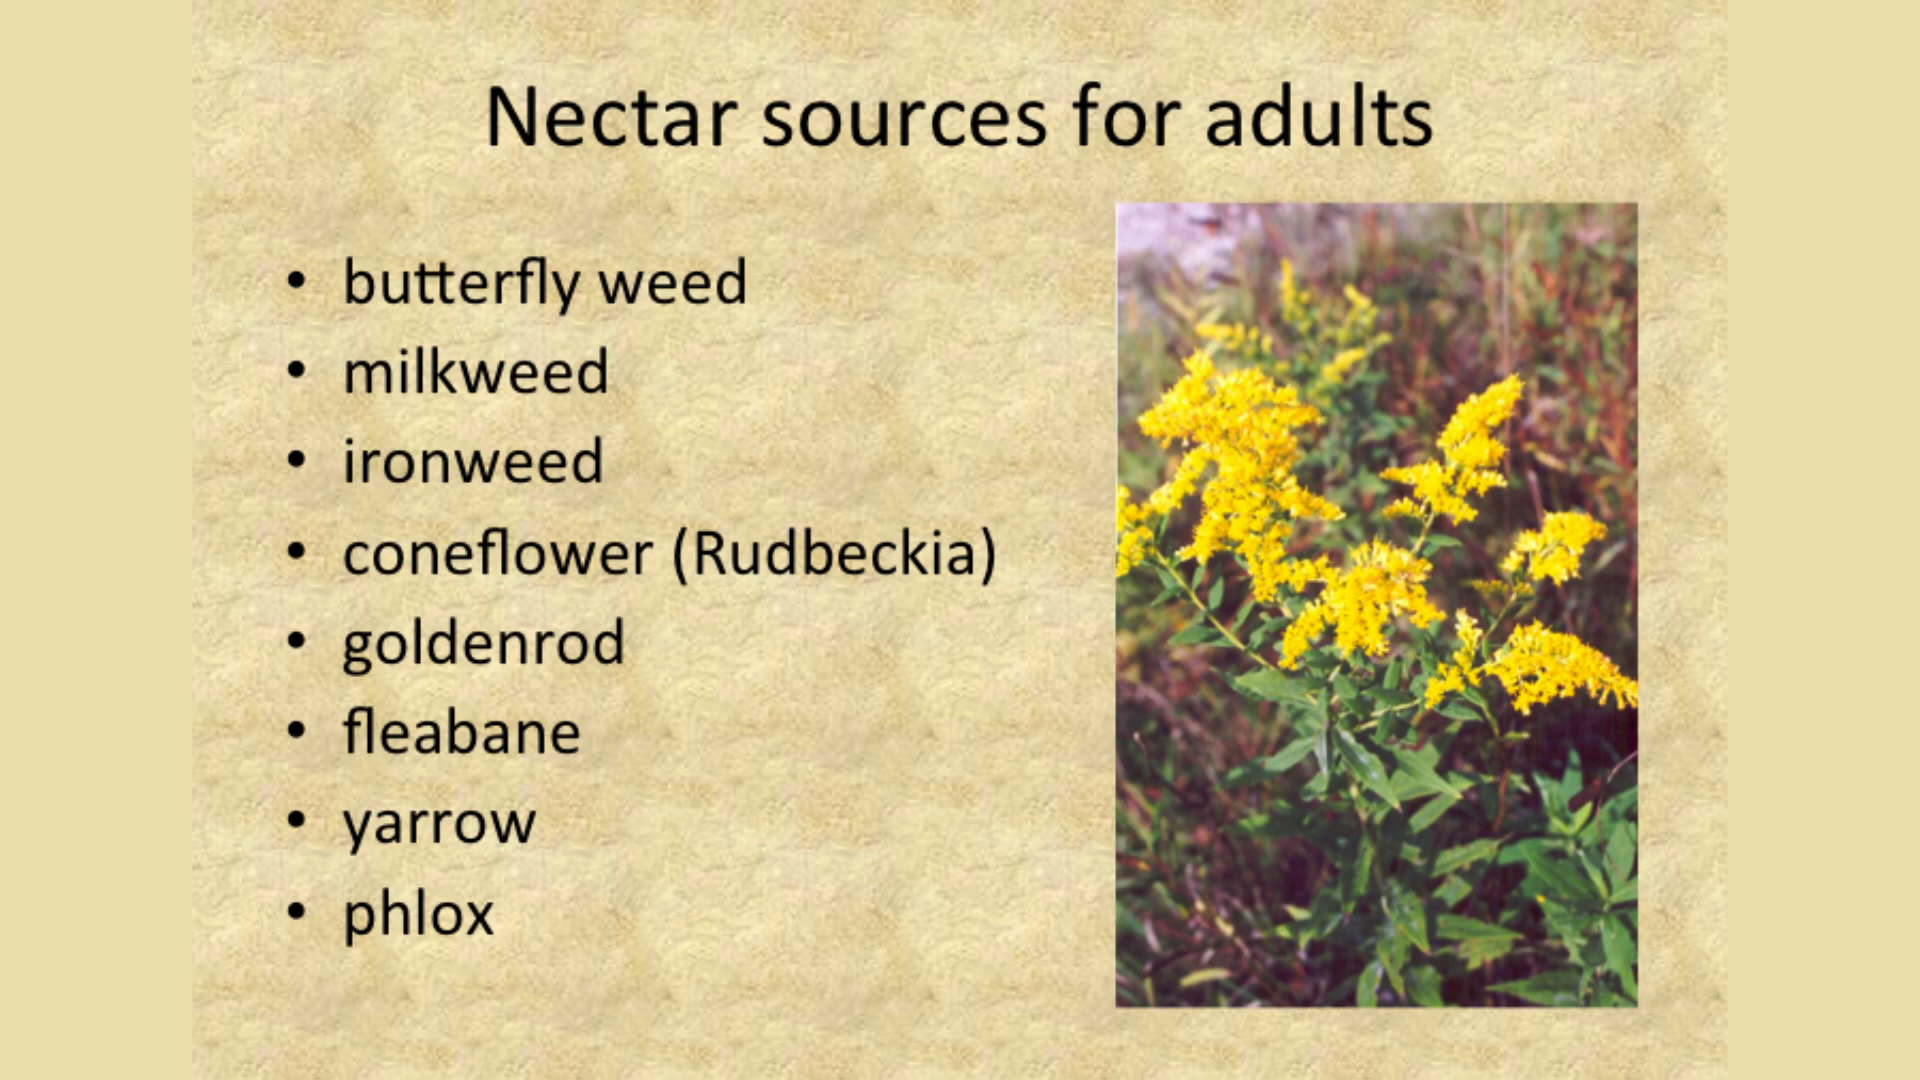 Nectar sources for adults
• butterfly weed
• milkweed
• ironweed
• coneflower (Rudbeckia)
• goldenrod
• fleabane
• yarrow
• phlox